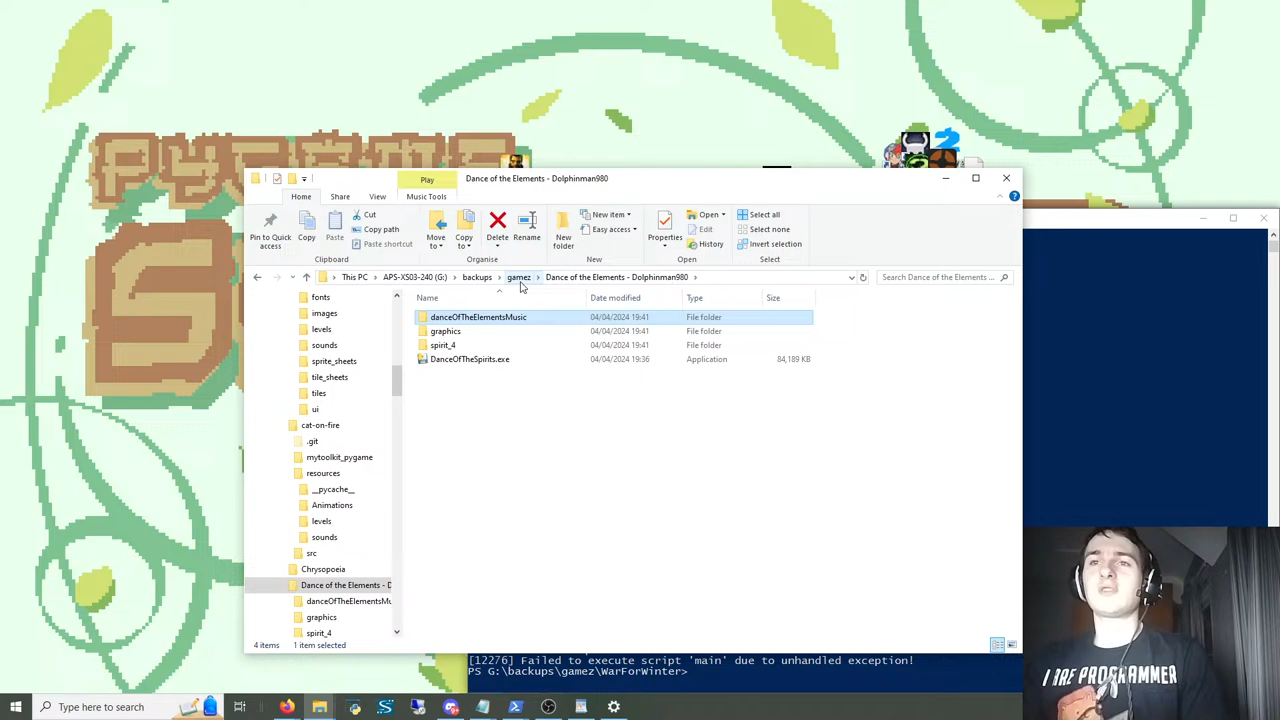 PYGAME
S
Play
Dance of the Elements - Dolphinman980
Home
Share
View
Music Tools
Pin to Quick access
Copy
Paste
Cut
Copy path
Paste shortcut
Clipboard
Move to
Copy to
Delete
Rename
Organise
New folder
New item
Easy access
New
Properties
Open
Edit
History
Open
Select all
Select none
Invert selection
Select
This PC > APS-XS03-240 (G:) > backups > gamez > Dance of the Elements - Dolphinman980 >
Search Dance of the Elements ...
Name Date modified Type Size
danceOfTheElementsMusic 04/04/2024 19:41 File folder
graphics 04/04/2024 19:41 File folder
spirit_4 04/04/2024 19:41 File folder
DanceOfTheSpirits.exe 04/04/2024 19:36 Application 84,189 KB
fonts
images
levels
sounds
sprite_sheets
tile_sheets
tiles
ui
cat-on-fire
.git
mytoolkit_pygame
resources
__pycache__
Animations
levels
sounds
src
Chrysopoeia
Dance of the Elements - D
danceOfTheElementsMu
graphics
spirit_4
4 items 1 item selected
[12276] Failed to execute script 'main' due to unhandled exception!
PS G:\backups\gamez\WarForWinter>
I ARE PROGRAMMER
Type here to search